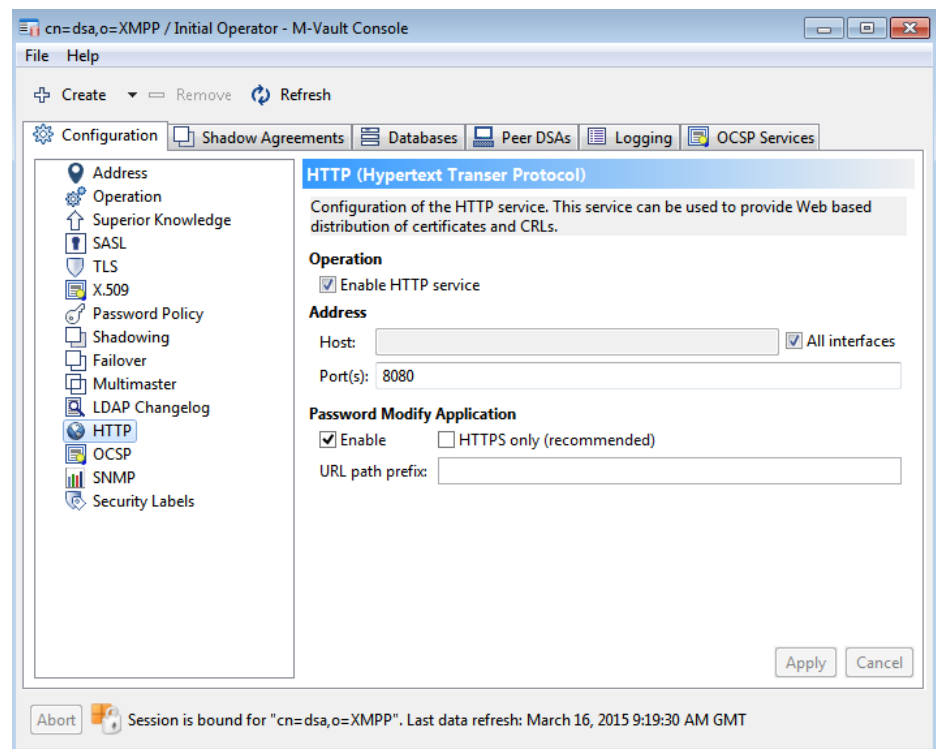 cn=dsa,o=XMPP / Initial Operator - M-Vault Console
File Help
Create Remove Refresh
Configuration Shadow Agreements Databases Peer DSAs Logging OCSP Services
Address
Operation
Superior Knowledge
SASL
TLS
X.509
Password Policy
Shadowing
Failover
Multimaster
LDAP Changelog
HTTP
OCSP
SNMP
Security Labels
HTTP (Hypertext Transer Protocol)
Configuration of the HTTP service. This service can be used to provide Web based
distribution of certificates and CRLs.
Operation
Enable HTTP service
Address
Host: All interfaces
Port(s): 8080
Password Modify Application
Enable HTTPS only (recommended)
URL path prefix:
Apply Cancel
Abort Session is bound for "cn=dsa,o=XMPP". Last data refresh: March 16, 2015 9:19:30 AM GMT